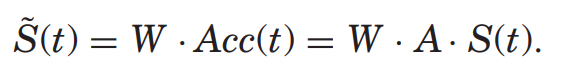 S̃(t) = W · Acc(t) = W · A · S(t).